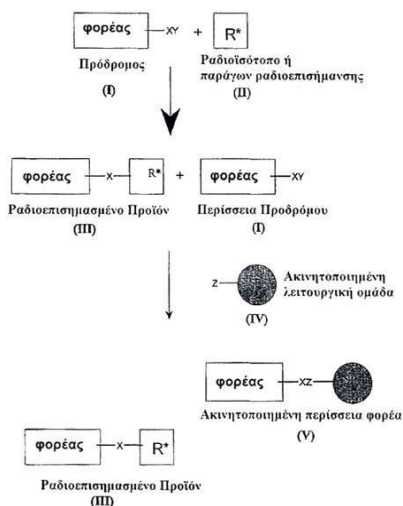 φορέας —XY + R*
Πρόδρομος
(I)
Ραδιοϊσότοπο ή
παράγων ραδιοεπισήμανσης
(II)
φορέας —X— R* + φορέας —XY
Ραδιοεπισημασμένο Προϊόν
(III)
Περίσσεια Προδρόμου
(I)
Z—
Ακινητοποιημένη
λειτουργική ομάδα
(IV)
φορέας —XZ—
Ακινητοποιημένη περίσσεια φορέα
(V)
φορέας —X— R*
Ραδιοεπισημασμένο Προϊόν
(III)